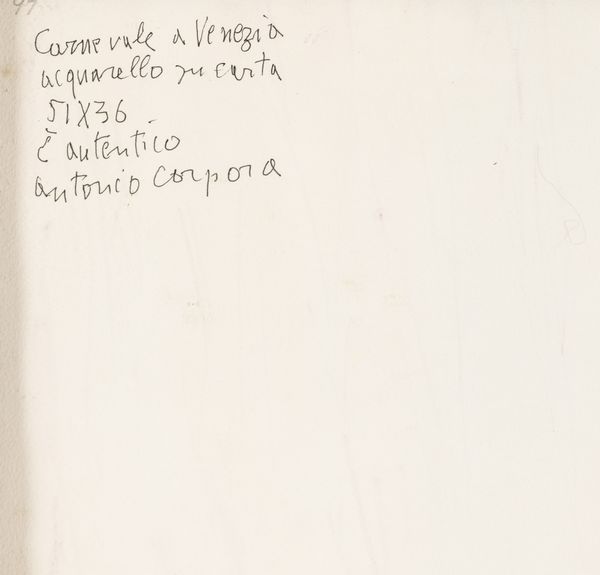 Carnevale a Venezia
acquarello su carta
51X36
È autentico
antonio corpora